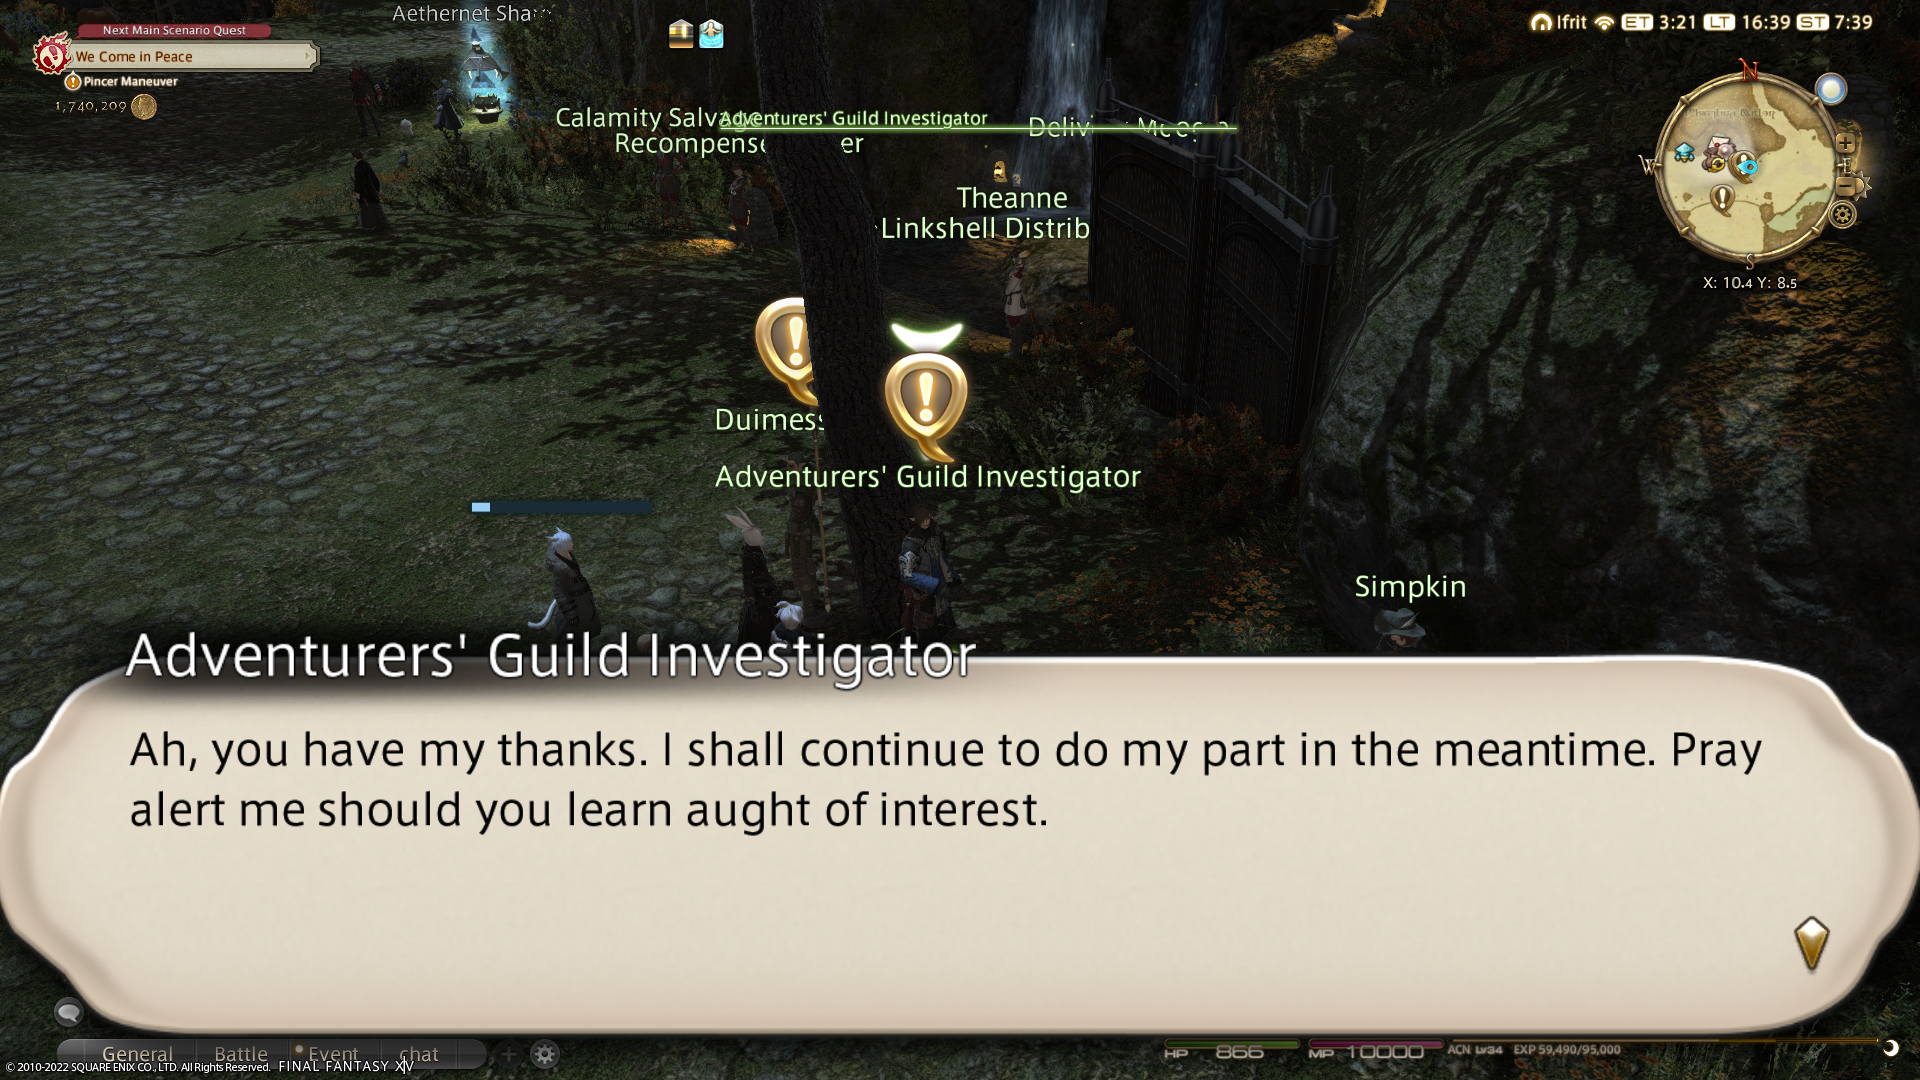 Aethernet Sha
Next Main Scenario Quest
We Come in Peace
Pincer Maneuver
1,740,209
Ifrit ET 3:21 LT 16:39 ST 7:39
N
W
E
S
X: 10.4 Y: 8.5
Calamity Salvage
Recompense er
Adventurers' Guild Investigator
Deliv Moogle
Theanne
Linkshell Distrib
Duimess
Adventurers' Guild Investigator
Simpkin
Adventurers' Guild Investigator
Ah, you have my thanks. I shall continue to do my part in the meantime. Pray
alert me should you learn aught of interest.
General Battle Event chat
HP 866 MP 10000 ACN Lv34 EXP 59,490/95,000
© 2010-2022 SQUARE ENIX CO., LTD. All Rights Reserved. FINAL FANTASY XIV